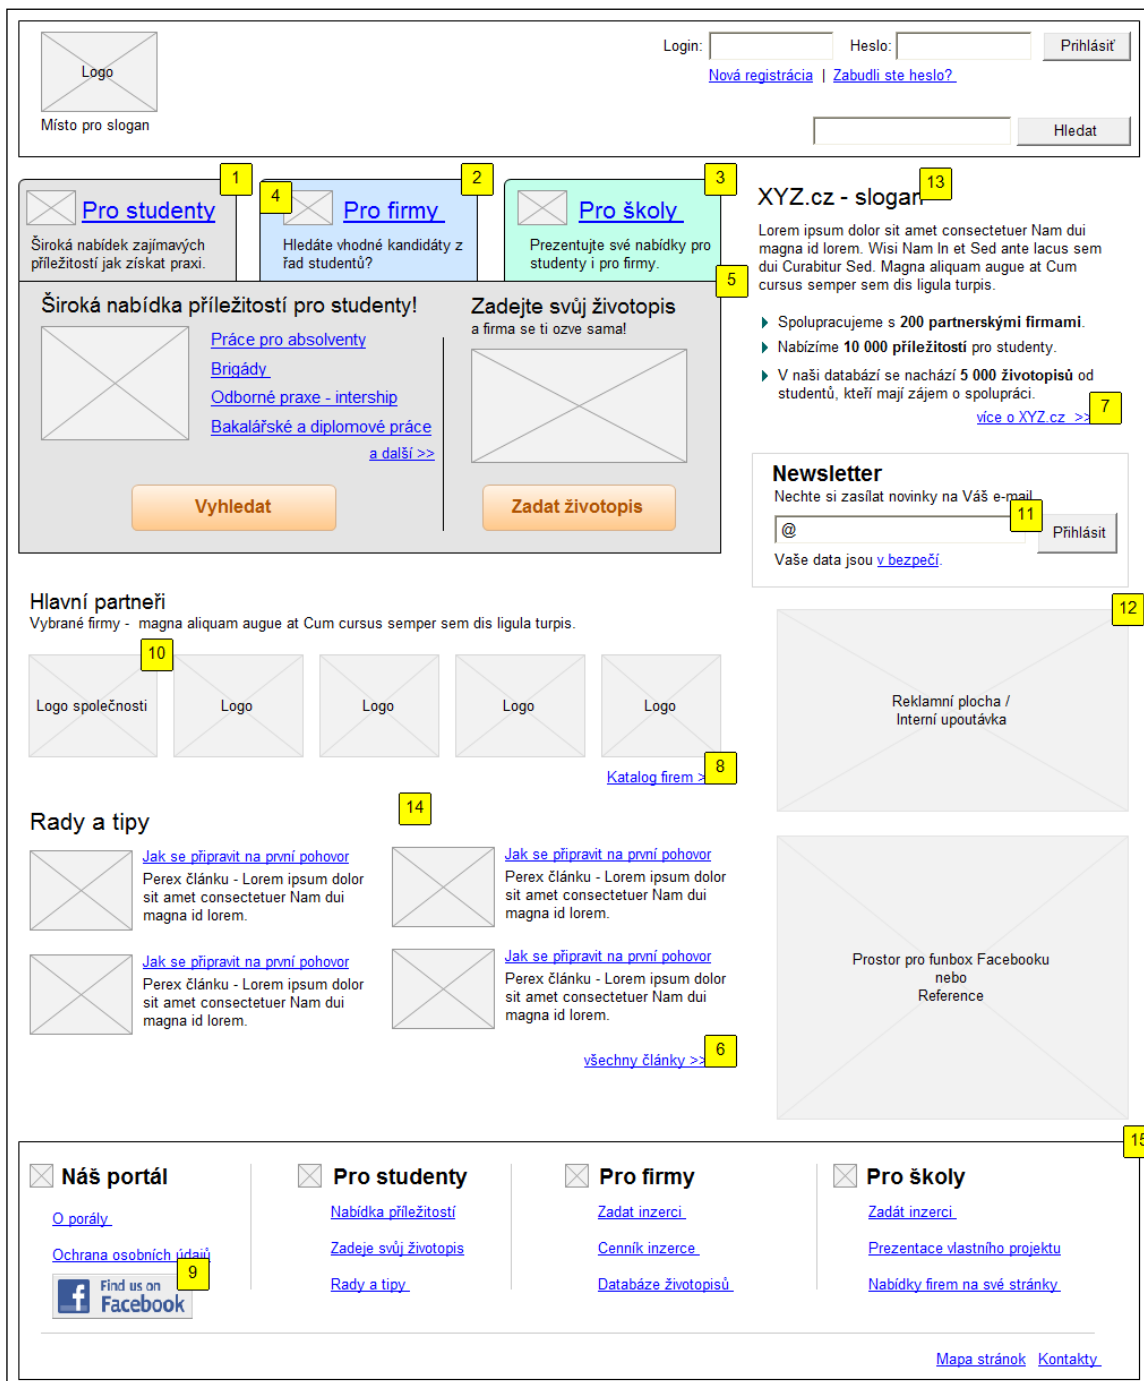 Logo
Místo pro slogan
Login:
Heslo:
Prihlásiť
Nová registrácia | Zabudli ste heslo?
Hledat
1
Pro studenty
Široká nabídek zajímavých
příležitostí jak získat praxi.
2
4
Pro firmy
Hledáte vhodné kandidáty z
řad studentů?
3
Pro školy
Prezentujte své nabídky pro
studenty i pro firmy.
5
Široká nabídka příležitostí pro studenty!
Práce pro absolventy
Brigády
Odborné praxe - intership
Bakalářské a diplomové práce
a další >>
Vyhledat
Zadejte svůj životopis
a firma se ti ozve sama!
Zadat životopis
13
XYZ.cz - slogan
Lorem ipsum dolor sit amet consectetuer Nam dui
magna id lorem. Wisi Nam In et Sed ante lacus sem
dui Curabitur Sed. Magna aliquam augue at Cum
cursus semper sem dis ligula turpis.
Spolupracujeme s 200 partnerskými firmami.
Nabízíme 10 000 příležitostí pro studenty.
V naši databází se nachází 5 000 životopisů od
studentů, kteří mají zájem o spolupráci.
7
více o XYZ.cz >>
Newsletter
Nechte si zasílat novinky na Váš e-mail
11
@
Přihlásit
Vaše data jsou v bezpečí.
Hlavní partneři
Vybrané firmy - magna aliquam augue at Cum cursus semper sem dis ligula turpis.
10
Logo společnosti
Logo
Logo
Logo
Logo
8
Katalog firem >
12
Reklamní plocha /
Interní upoutávka
14
Rady a tipy
Jak se připravit na první pohovor
Perex článku - Lorem ipsum dolor
sit amet consectetuer Nam dui
magna id lorem.
Jak se připravit na první pohovor
Perex článku - Lorem ipsum dolor
sit amet consectetuer Nam dui
magna id lorem.
Jak se připravit na první pohovor
Perex článku - Lorem ipsum dolor
sit amet consectetuer Nam dui
magna id lorem.
Jak se připravit na první pohovor
Perex článku - Lorem ipsum dolor
sit amet consectetuer Nam dui
magna id lorem.
6
všechny články >>
Prostor pro funbox Facebooku
nebo
Reference
15
Náš portál
O porály
Ochrana osobních údajů
9
Find us on
Facebook
Pro studenty
Nabídka příležitostí
Zadeje svůj životopis
Rady a tipy
Pro firmy
Zadat inzerci
Cenník inzerce
Databáze životopisů
Pro školy
Zadát inzerci
Prezentace vlastního projektu
Nabídky firem na své stránky
Mapa stránok Kontakty